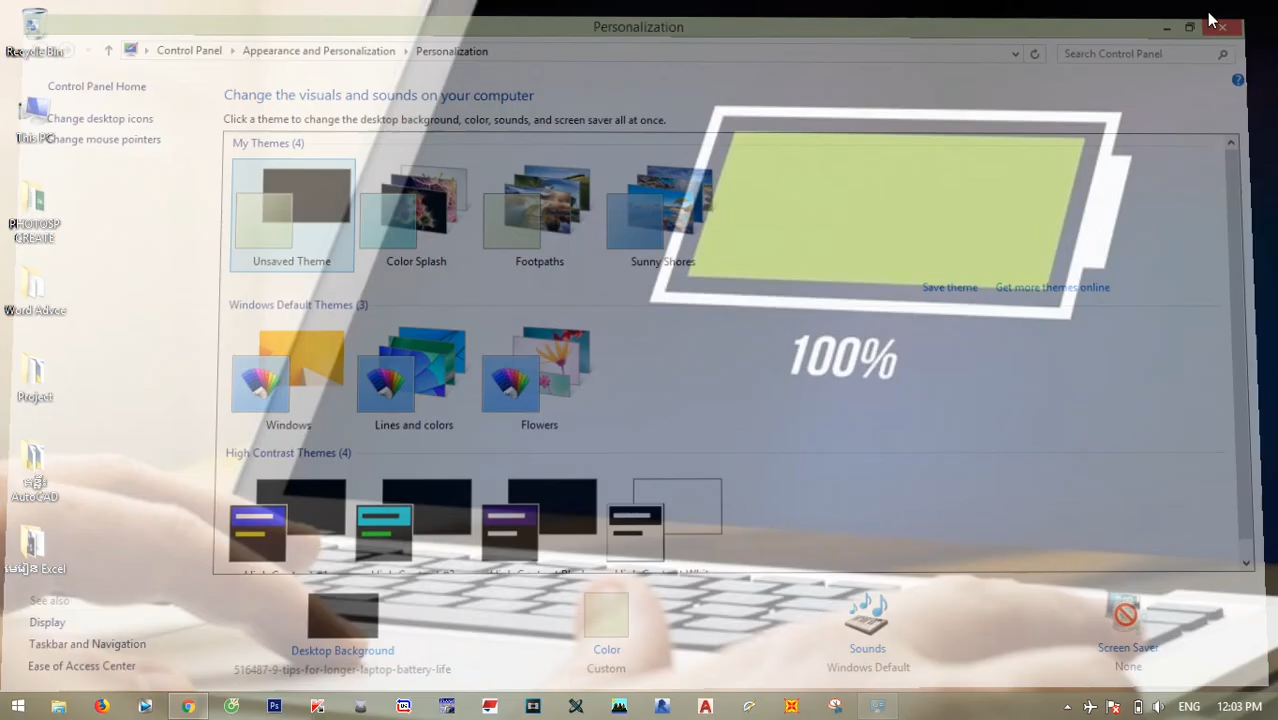 Personalization
Recycle Bin
Control Panel
Appearance and Personalization
Personalization
Search Control Panel
Control Panel Home
Change the visuals and sounds on your computer
Change desktop icons
Click a theme to change the desktop background, color, sounds, and screen saver all at once.
This PC
Change mouse pointers
My Themes (4)
PHOTOSP
CREATE
Unsaved Theme
Color Splash
Footpaths
Sunny Shores
Save theme
Get more themes online
Windows Default Themes (3)
Word Advce
100%
Project
Windows
Lines and colors
Flowers
High Contrast Themes (4)
AutoCAD
Excel
See also
Display
Taskbar and Navigation
Ease of Access Center
Desktop Background
516487-9-tips-for-longer-laptop-battery-life
Color
Custom
Sounds
Windows Default
Screen Saver
None
ENG
12:03 PM